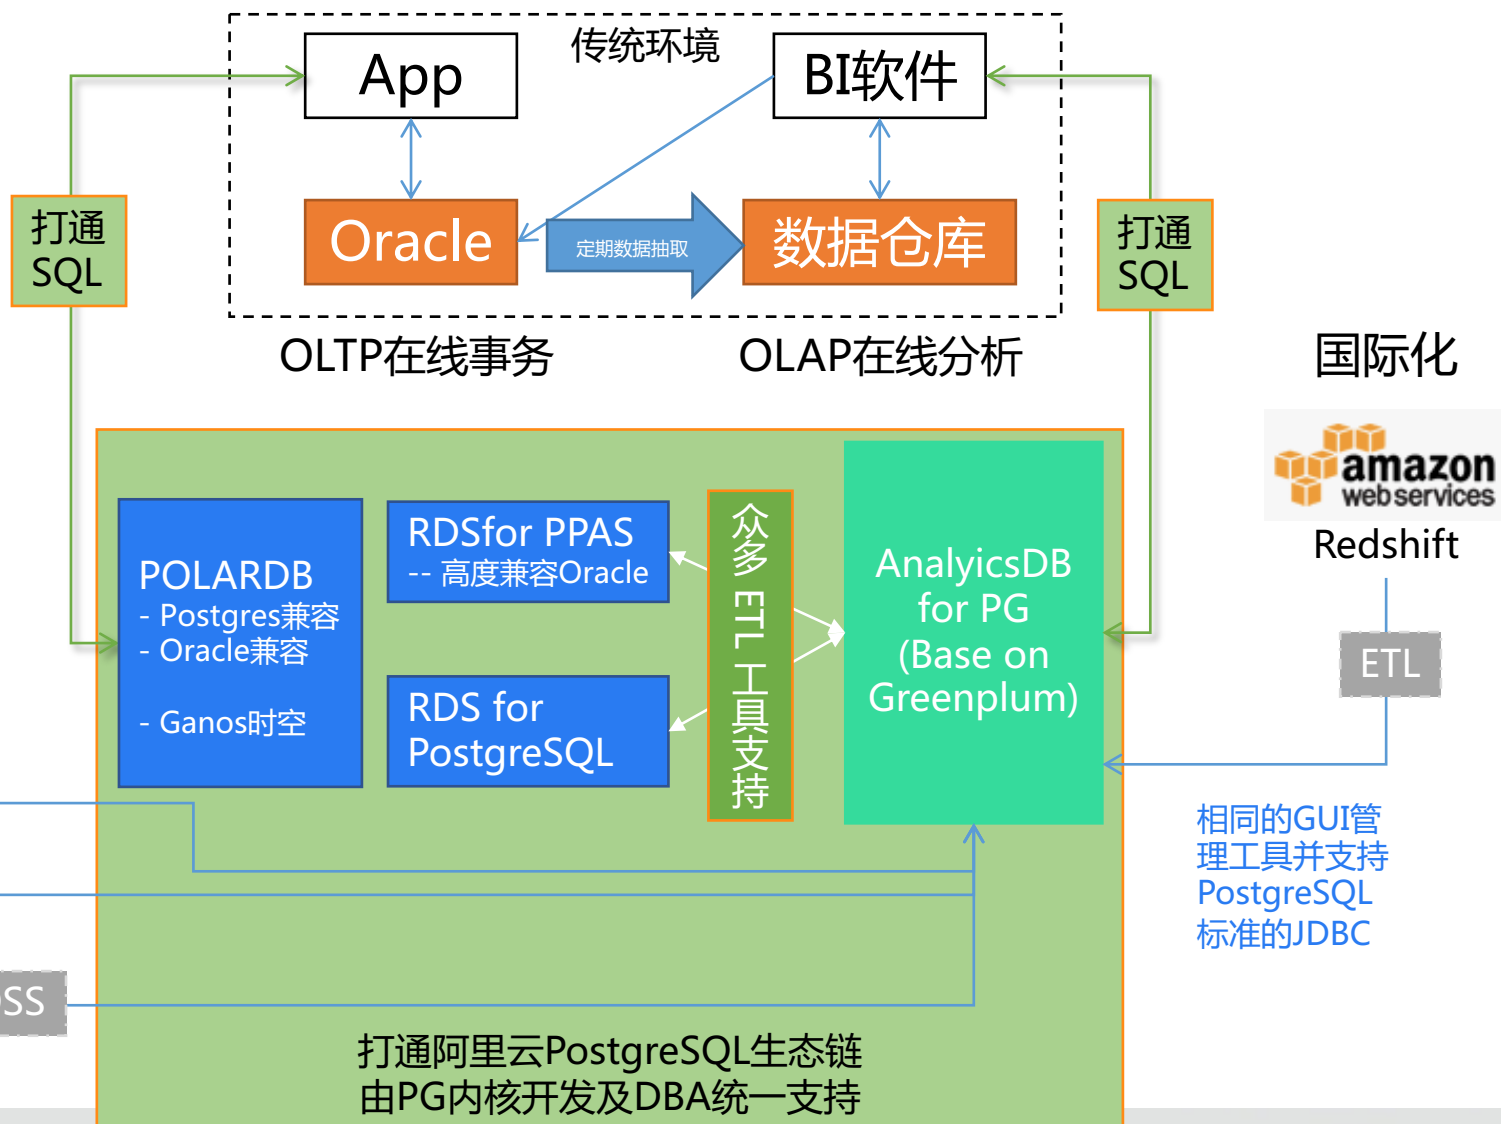 传统环境
App
BI软件
打通
SQL
Oracle
定期数据抽取
数据仓库
打通
SQL
OLTP在线事务
OLAP在线分析
国际化
amazon
webservices
Redshift
POLARDB
- Postgres兼容
- Oracle兼容
- Ganos时空
RDSfor PPAS
-- 高度兼容Oracle
RDS for
PostgreSQL
众多 ETL 工具支持
AnalyicsDB
for PG
(Base on
Greenplum)
ETL
相同的GUI管
理工具并支持
PostgreSQL
标准的JDBC
SS
打通阿里云PostgreSQL生态链
由PG内核开发及DBA统一支持